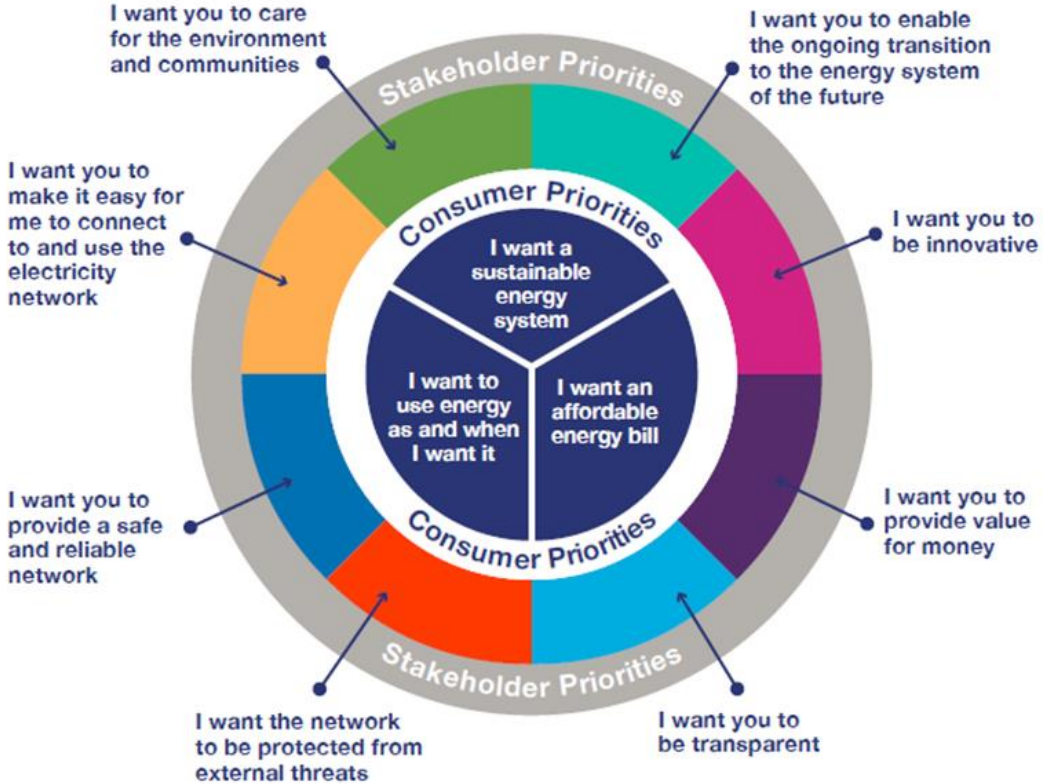 I want you to care
for the environment
and communities
I want you to enable
the ongoing transition
to the energy system
of the future
Stakeholder Priorities
I want you to
make it easy for
me to connect
to and use the
electricity
network
Consumer Priorities
I want you to
be innovative
I want a
sustainable
energy
system
I want to
use energy
as and when
I want it
I want an
affordable
energy bill
I want you to
provide a safe
and reliable
network
Consumer Priorities
I want you to
provide value
for money
Stakeholder Priorities
I want the network
to be protected from
external threats
I want you to
be transparent